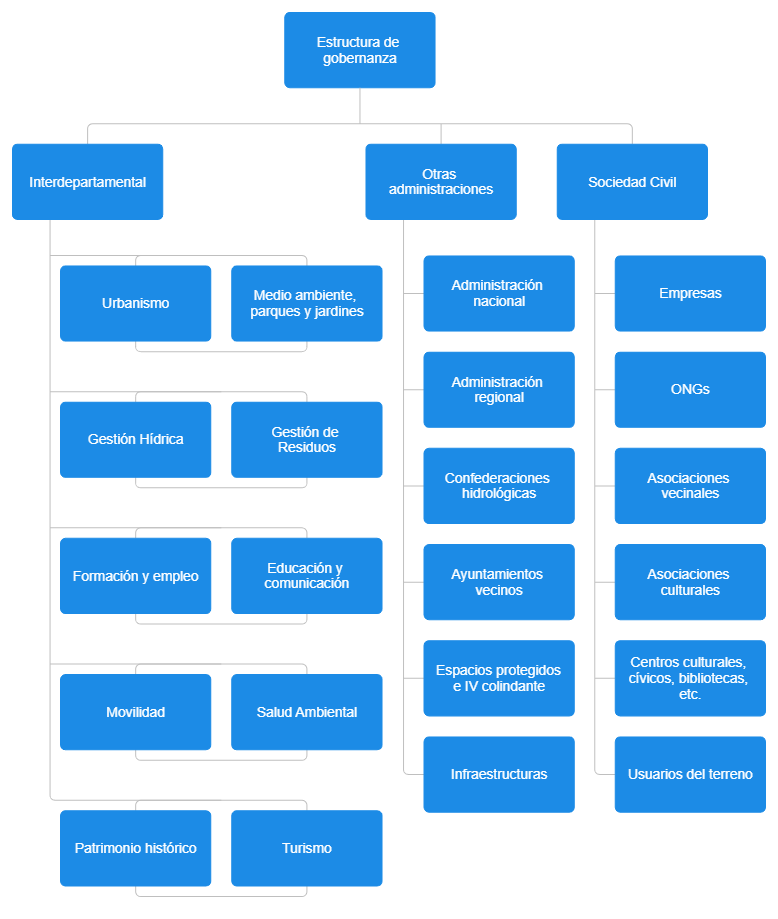 Estructura de
gobernanza
Interdepartamental
Otras
administraciones
Sociedad Civil
Urbanismo
Medio ambiente,
parques y jardines
Gestión Hídrica
Gestión de
Residuos
Formación y empleo
Educación y
comunicación
Movilidad
Salud Ambiental
Patrimonio histórico
Turismo
Administración
nacional
Administración
regional
Confederaciones
hidrológicas
Ayuntamientos
vecinos
Espacios protegidos
e IV colindante
Infraestructuras
Empresas
ONGs
Asociaciones
vecinales
Asociaciones
culturales
Centros culturales,
cívicos, bibliotecas,
etc.
Usuarios del terreno